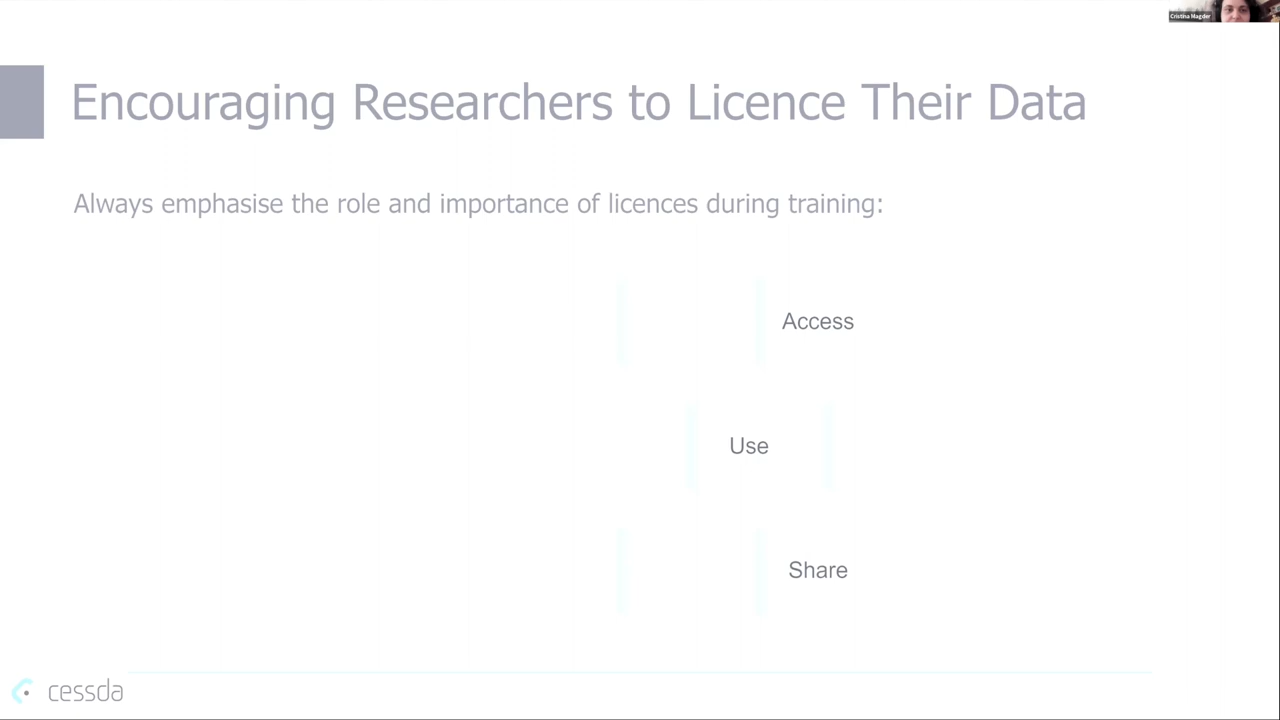 Cristina Magder
Encouraging Researchers to Licence Their Data
Always emphasise the role and importance of licences during training:
Access
Use
Share
cessda